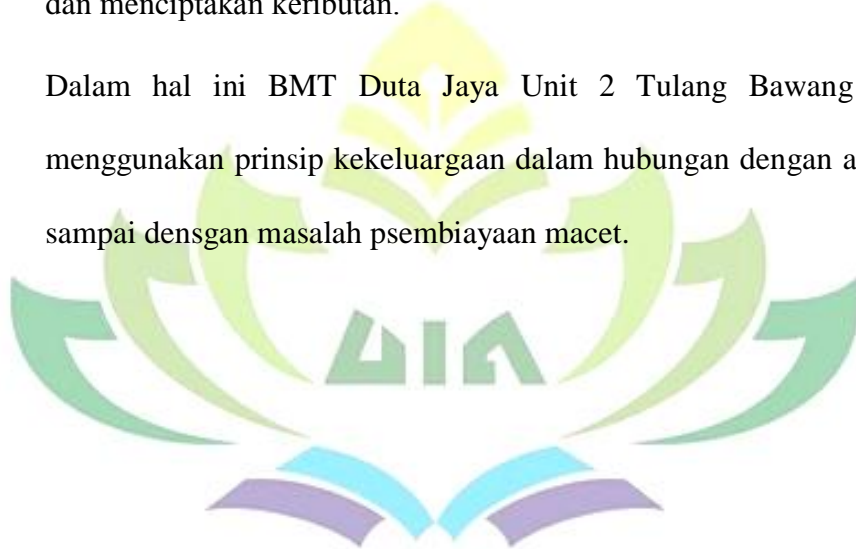 dan menciptakan keributan.
Dalam hal ini BMT Duta Jaya Unit 2 Tulang Bawang
menggunakan prinsip kekeluargaan dalam hubungan dengan
sampai densgan masalah psembiayaan macet.
UIN